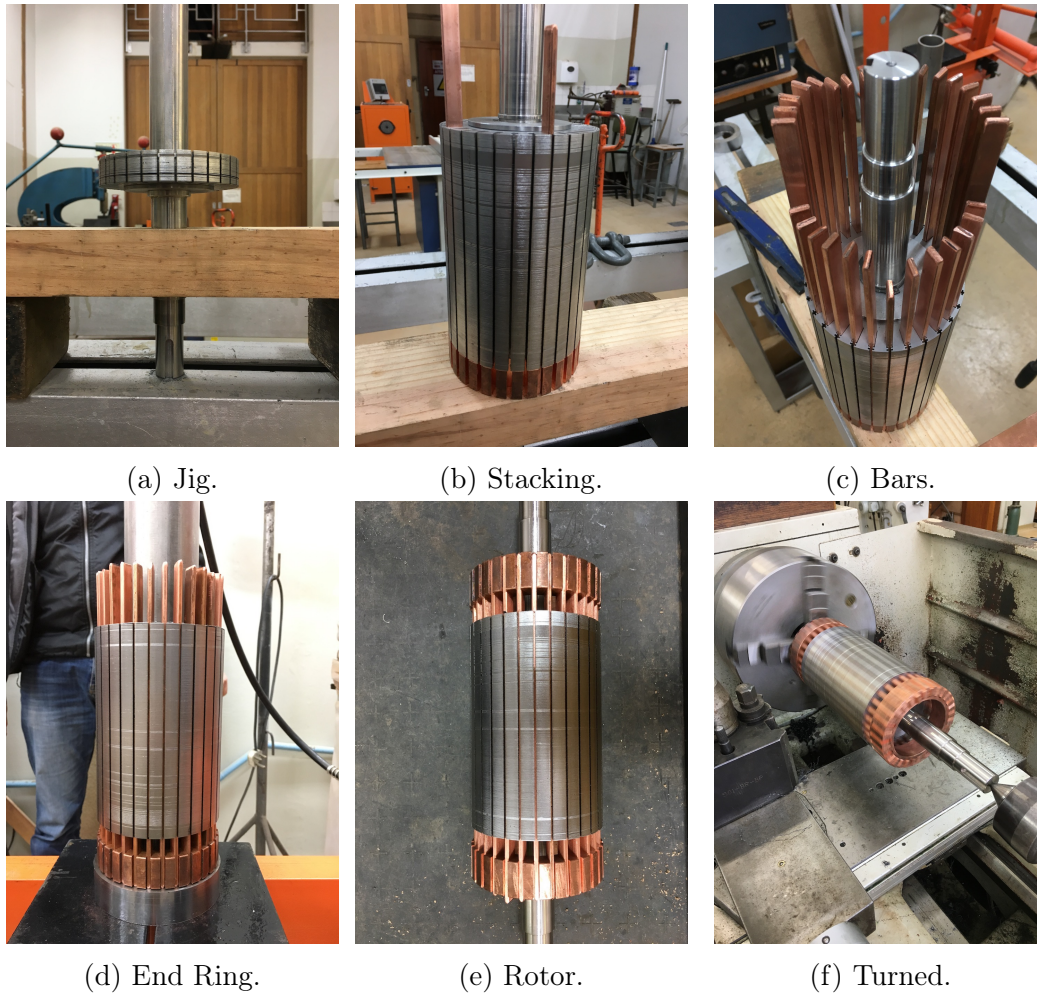 (a) Jig.
(b) Stacking.
(c) Bars.
(d) End Ring.
(e) Rotor.
(f) Turned.